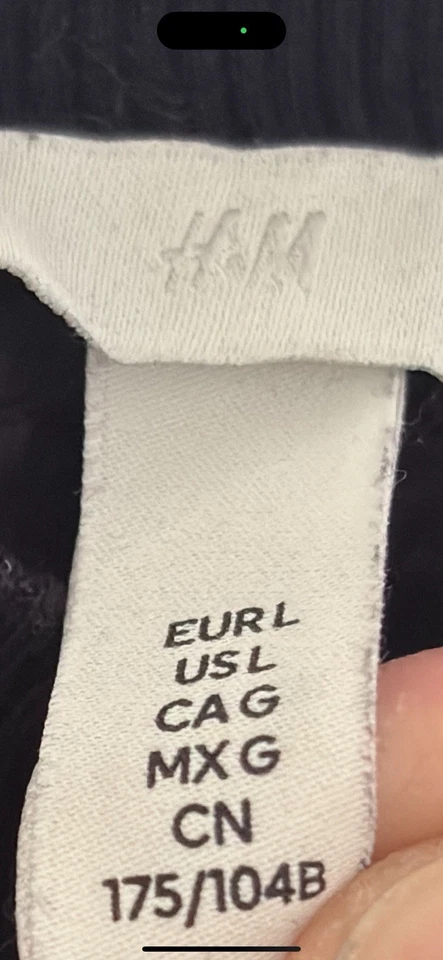 H&M
EUR L
US L
CA G
MX G
CN
175/104B